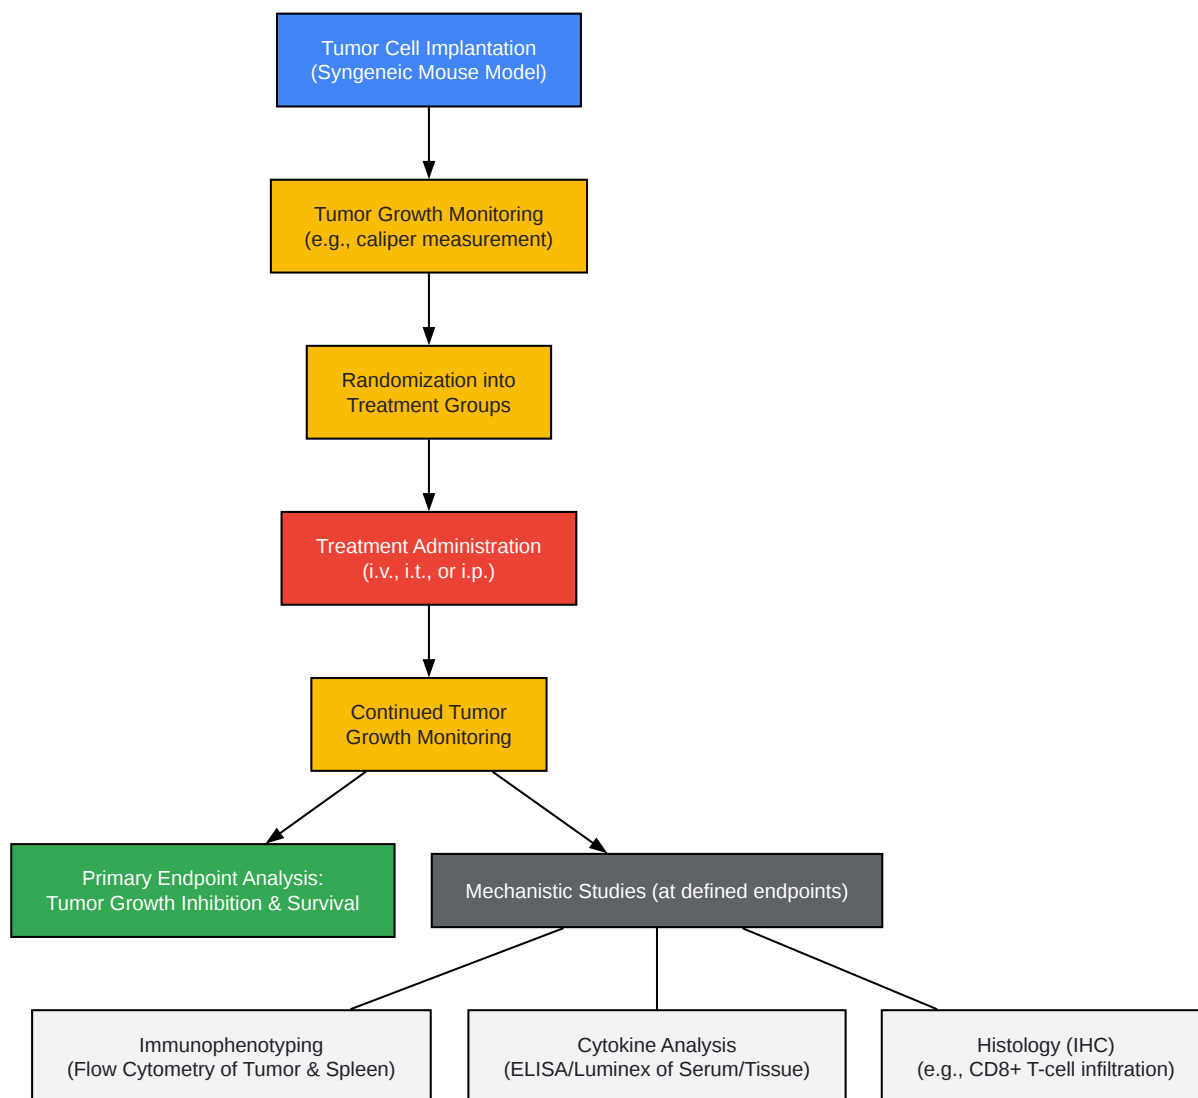 Tumor Cell Implantation
(Syngeneic Mouse Model)
Tumor Growth Monitoring
(e.g., caliper measurement)
Randomization into
Treatment Groups
Treatment Administration
(i.v., i.t., or i.p.)
Continued Tumor
Growth Monitoring
Primary Endpoint Analysis:
Tumor Growth Inhibition & Survival
Mechanistic Studies (at defined endpoints)
Immunophenotyping
(Flow Cytometry of Tumor & Spleen)
Cytokine Analysis
(ELISA/Luminex of Serum/Tissue)
Histology (IHC)
(e.g., CD8+ T-cell infiltration)